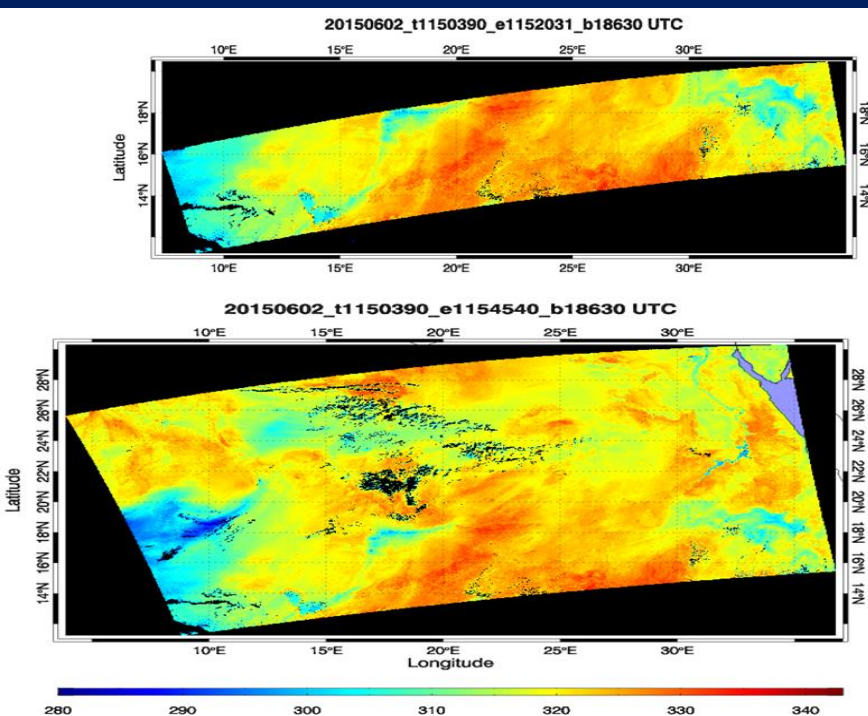 20150602_t1150390_e1152031_b18630 UTC
10°E 15°E 20°E 25°E 30°E
18°N 18°N
Latitude
16°N 16°N
14°N 14°N
10°E 15°E 20°E 25°E 30°E
20150602_t1150390_e1154540_b18630 UTC
10°E 15°E 20°E 25°E 30°E
28°N 28°N
26°N 26°N
24°N 24°N
22°N 22°N
Latitude
20°N 20°N
18°N 18°N
16°N 16°N
14°N 14°N
10°E 15°E 20°E 25°E 30°E
Longitude
280 290 300 310 320 330 340